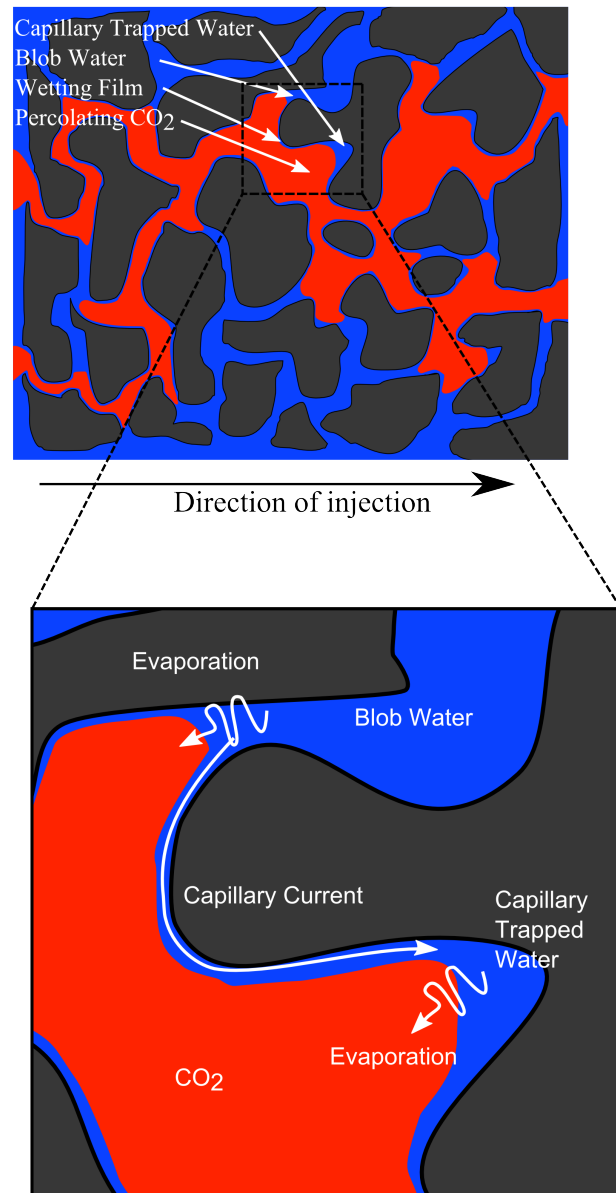 Capillary Trapped Water
Blob Water
Wetting Film
Percolating CO₂
Direction of injection
Evaporation
Blob Water
Capillary Current
Capillary
Trapped
Water
Evaporation
CO₂